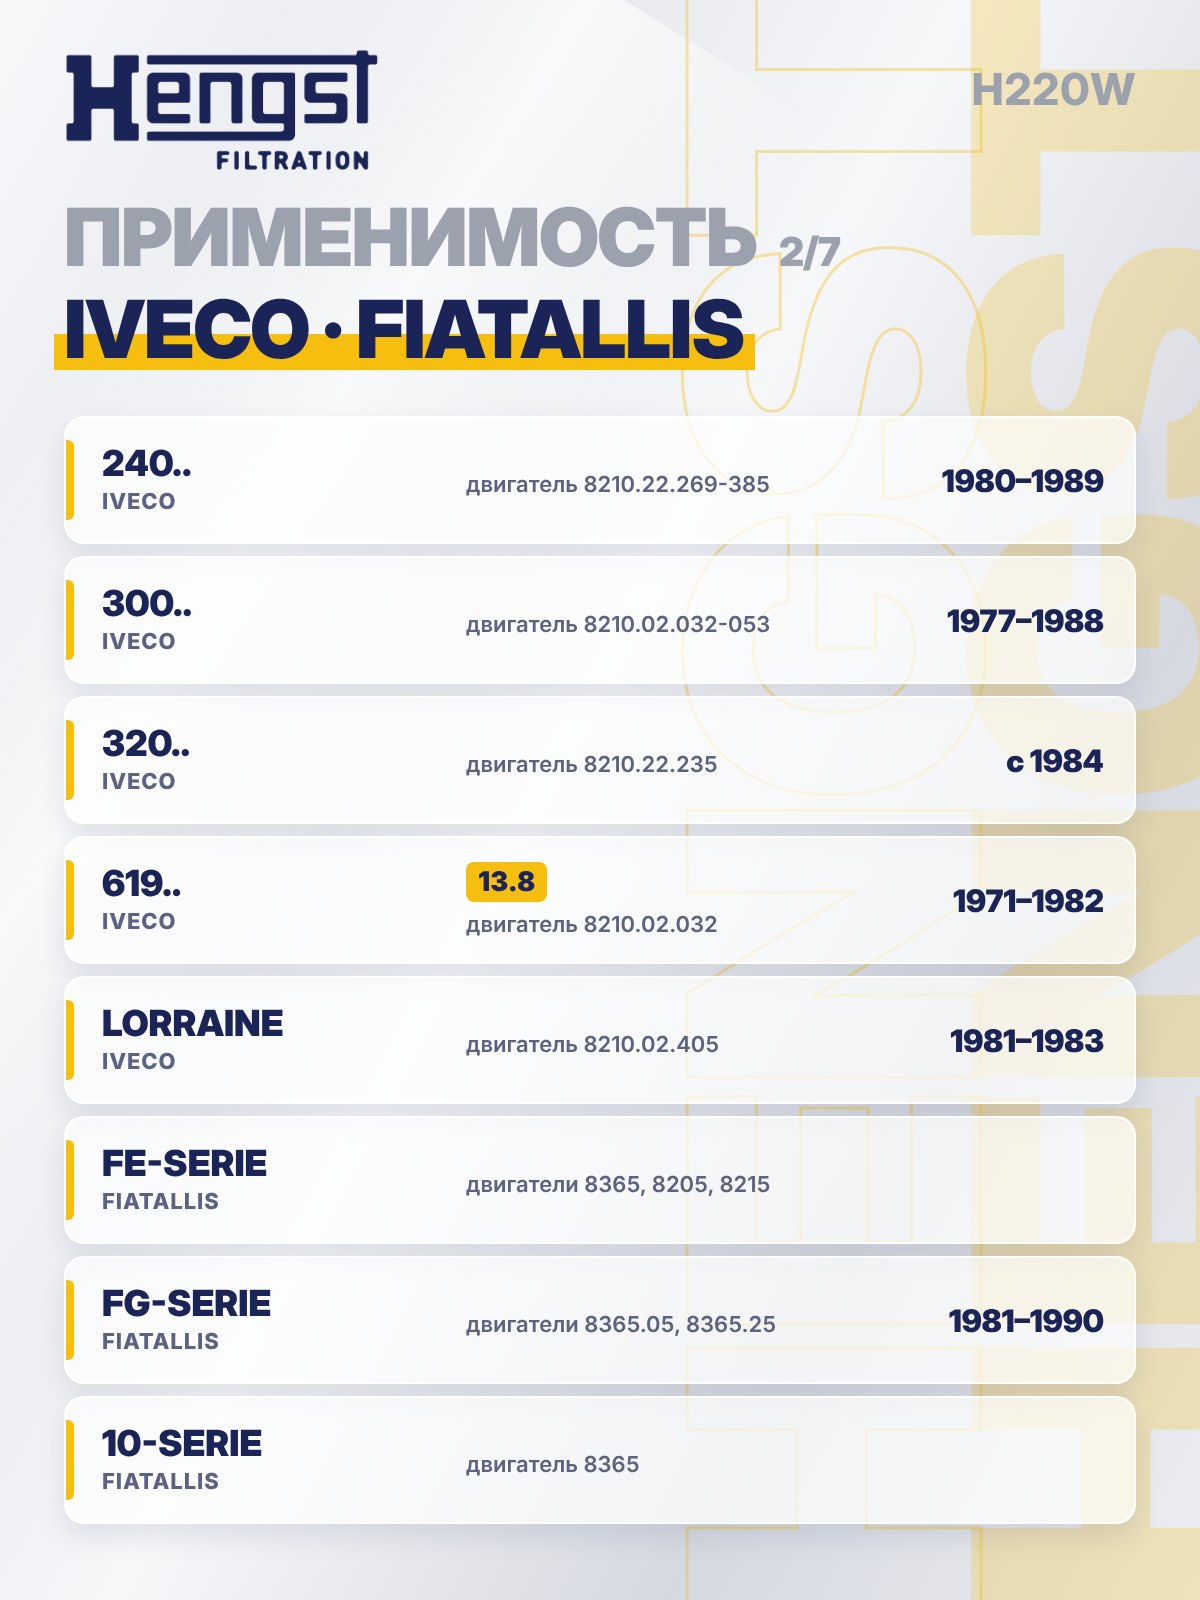 Hengst
FILTRATION
H220W
ПРИМЕНИМОСТЬ 2/7
IVECO · FIATALLIS
240..
IVECO
двигатель 8210.22.269-385
1980–1989
300..
IVECO
двигатель 8210.02.032-053
1977–1988
320..
IVECO
двигатель 8210.22.235
с 1984
619..
IVECO
13.8
двигатель 8210.02.032
1971–1982
LORRAINE
IVECO
двигатель 8210.02.405
1981–1983
FE-SERIE
FIATALLIS
двигатели 8365, 8205, 8215
FG-SERIE
FIATALLIS
двигатели 8365.05, 8365.25
1981–1990
10-SERIE
FIATALLIS
двигатель 8365
HENGST
HENGST